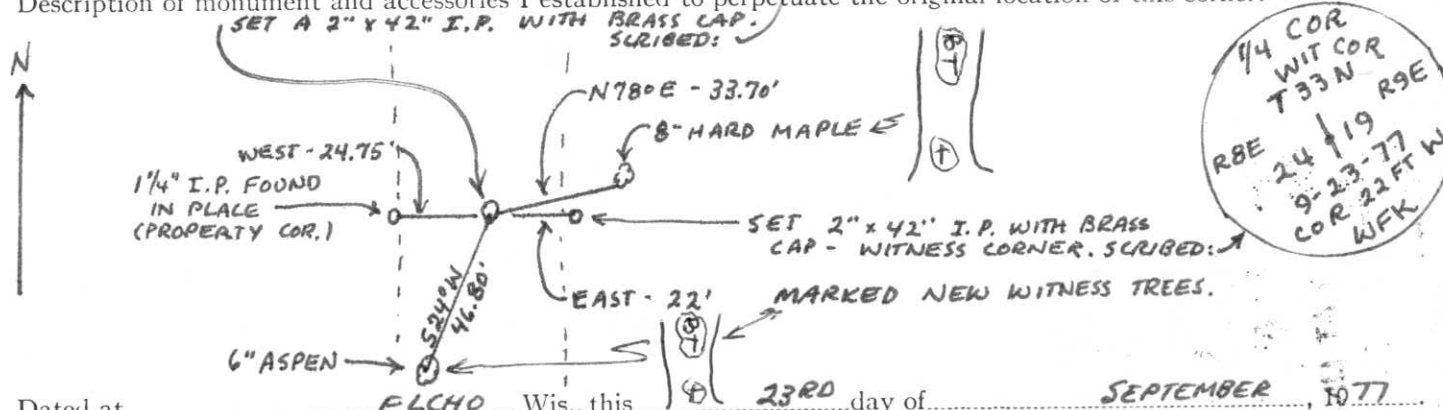 Description of monument and accessories I established to perpetuate the original location of this corner.
SET A 2" x 42" I.P. WITH BRASS CAP.
SCRIBED:
N
N78°E - 33.70'
8" HARD MAPLE
BT
WEST - 24.75'
1¼" I.P. FOUND
IN PLACE
(PROPERTY COR.)
SET 2" x 42" I.P. WITH BRASS
CAP - WITNESS CORNER. SCRIBED:
1/4 COR
WIT COR
T33N
R8E R9E
24 19
9-23-77
COR 22 FT W
WFK
S24°W
46.80'
EAST - 22'
MARKED NEW WITNESS TREES.
BT
6" ASPEN
Dated at ELCHO Wis., this 23RD day of SEPTEMBER, 1977.